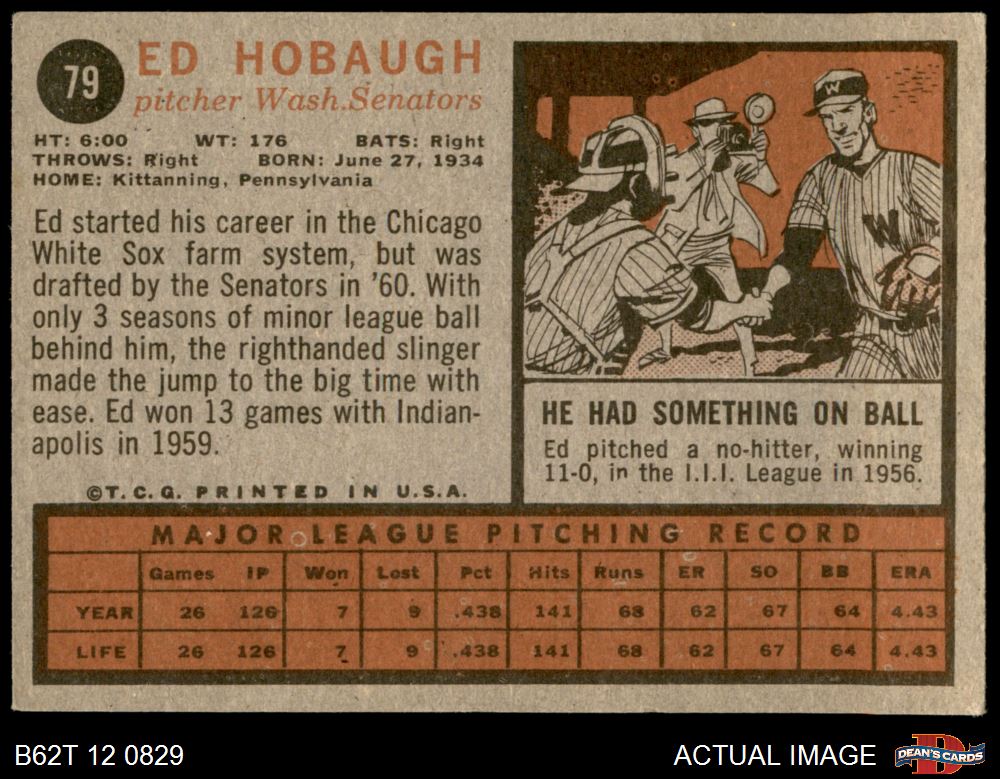 79
ED HOBAUGH
pitcher Wash. Senators
HT: 6:00 WT: 176 BATS: Right
THROWS: Right BORN: June 27, 1934
HOME: Kittanning, Pennsylvania
Ed started his career in the Chicago
White Sox farm system, but was
drafted by the Senators in '60. With
only 3 seasons of minor league ball
behind him, the righthanded slinger
made the jump to the big time with
ease. Ed won 13 games with Indian-
apolis in 1959.
©T.C.G. PRINTED IN U.S.A.
W
W
HE HAD SOMETHING ON BALL
Ed pitched a no-hitter, winning
11-0, in the I.I.I. League in 1956.
MAJOR LEAGUE PITCHING RECORD
Games IP Won Lost Pct Hits Runs ER SO BB ERA
YEAR 26 126 7 9 .438 141 68 62 67 64 4.43
LIFE 26 126 7 9 .438 141 68 62 67 64 4.43
B62T 12 0829 ACTUAL IMAGE DEAN'S CARDS